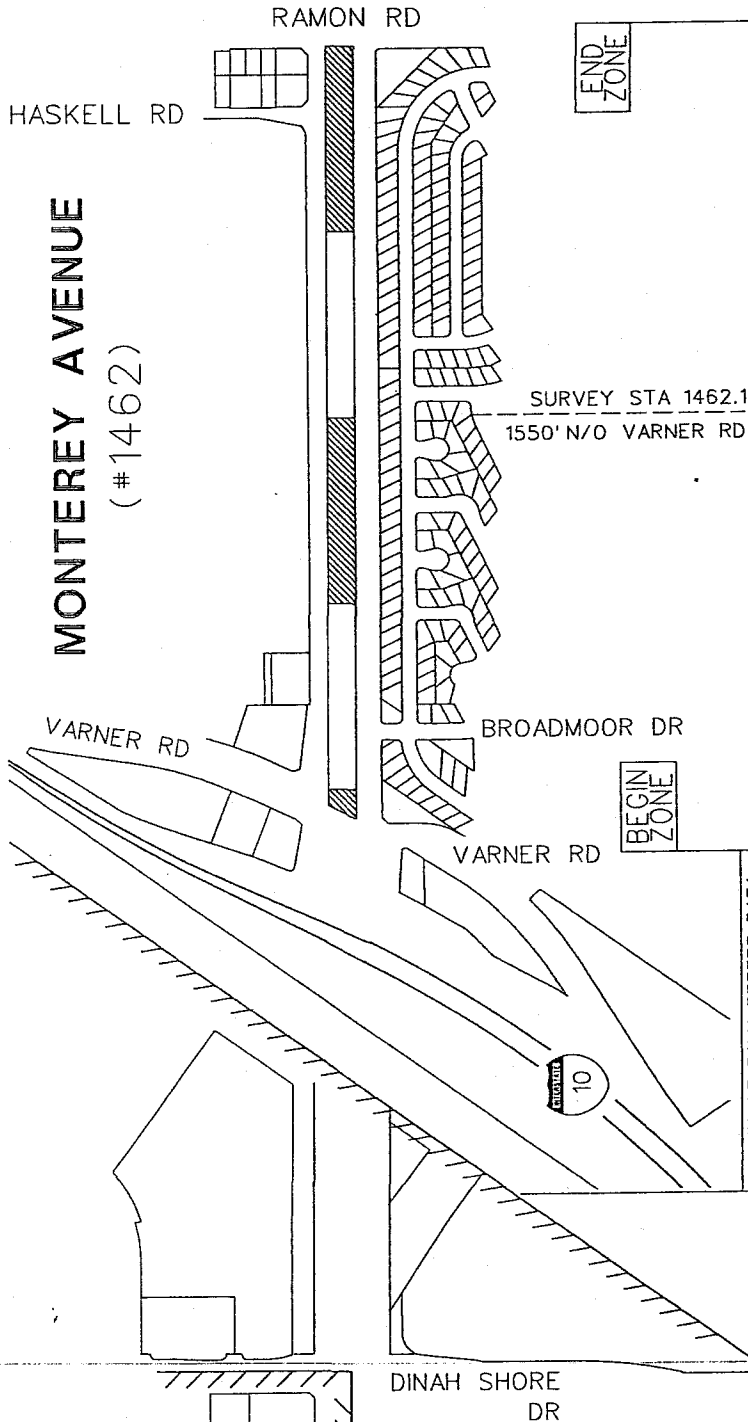 RAMON RD
END
ZONE
HASKELL RD
MONTEREY AVENUE
(#1462)
SURVEY STA 1462.1
1550' N/O VARNER RD
VARNER RD
BROADMOOR DR
BEGIN
ZONE
VARNER RD
INTERSTATE
10
DINAH SHORE
DR